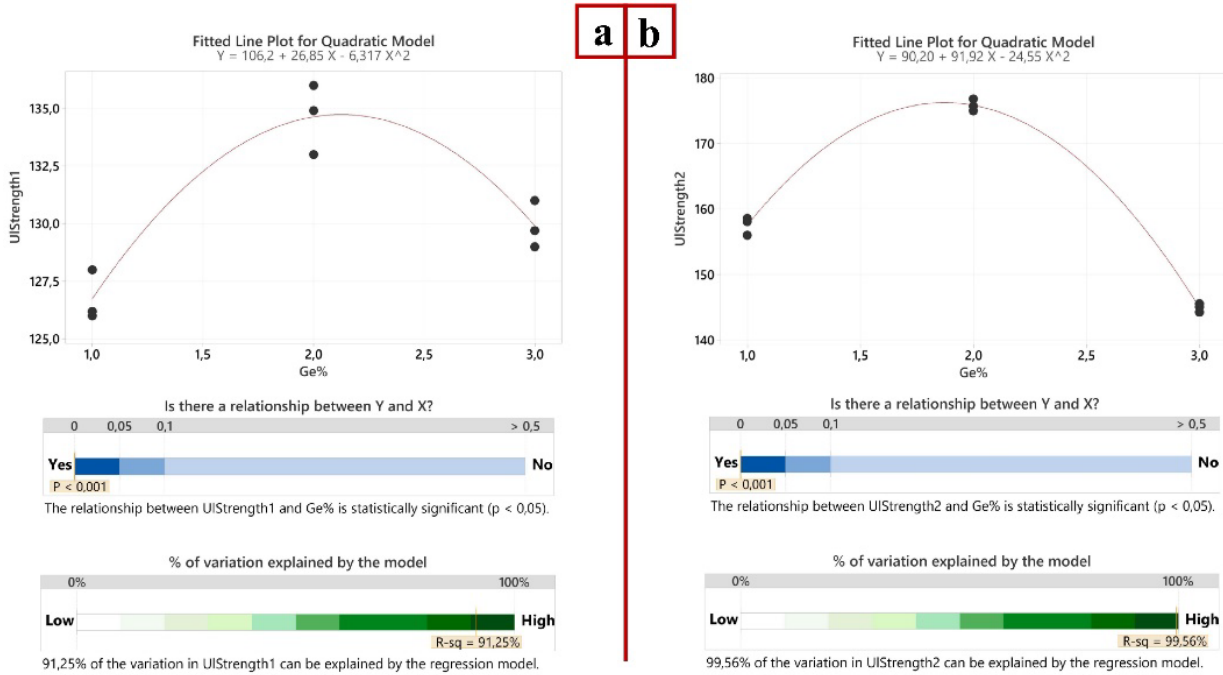 a
b
Fitted Line Plot for Quadratic Model
Y = 106,2 + 26,85 X - 6,317 X^2
UlStrength1
135,0
132,5
130,0
127,5
125,0
1,0 1,5 2,0 2,5 3,0
Ge%
Is there a relationship between Y and X?
0 0,05 0,1 > 0,5
Yes No
P < 0,001
The relationship between UlStrength1 and Ge% is statistically significant (p < 0,05).
% of variation explained by the model
0% 100%
Low High
R-sq = 91,25%
91,25% of the variation in UlStrength1 can be explained by the regression model.
Fitted Line Plot for Quadratic Model
Y = 90,20 + 91,92 X - 24,55 X^2
UlStrength2
180
170
160
150
140
1,0 1,5 2,0 2,5 3,0
Ge%
Is there a relationship between Y and X?
0 0,05 0,1 > 0,5
Yes No
P < 0,001
The relationship between UlStrength2 and Ge% is statistically significant (p < 0,05).
% of variation explained by the model
0% 100%
Low High
R-sq = 99,56%
99,56% of the variation in UlStrength2 can be explained by the regression model.